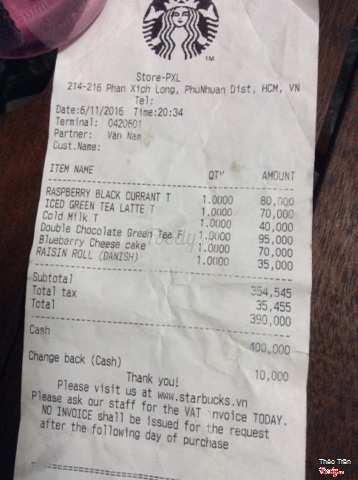 TM
Store-PXL
214-216 Phan Xich Long, PhuNhuan Dist, HCM, VN
Tel:
Date:6/11/2016 Time:20:34
Terminal: 0420601
Partner: Van Nam
Cust.Name:
ITEM NAME QTY AMOUNT
RASPBERRY BLACK CURRANT T 1.0000 80,000
ICED GREEN TEA LATTE T 1.0000 70,000
Cold Milk T 1.0000 40,000
Double Chocolate Green Tea F 1.0000 95,000
Blueberry Cheese cake 1.0000 70,000
RAISIN ROLL (DANISH) 1.0000 35,000
Subtotal 354,545
Total tax 35,455
Total 390,000
Cash 400,000
Change back (Cash) 10,000
Thank you!
Please visit us at www.starbucks.vn
Please ask our staff for the VAT invoice TODAY.
NO INVOICE shall be issued for the request
after the following day of purchase
Foody
Thảo Trần
Foody